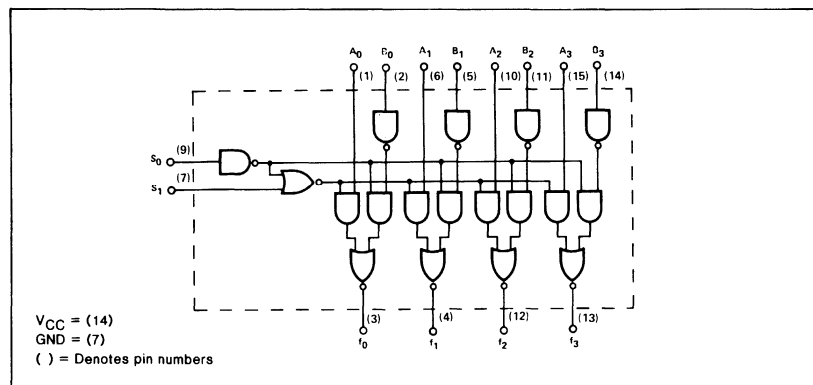 A0 B0 A1 B1 A2 B2 A3 B3
(1) (2) (6) (5) (10) (11) (15) (14)
S0 (9)
S1 (7)
(3) (4) (12) (13)
f0 f1 f2 f3
VCC = (14)
GND = (7)
( ) = Denotes pin numbers